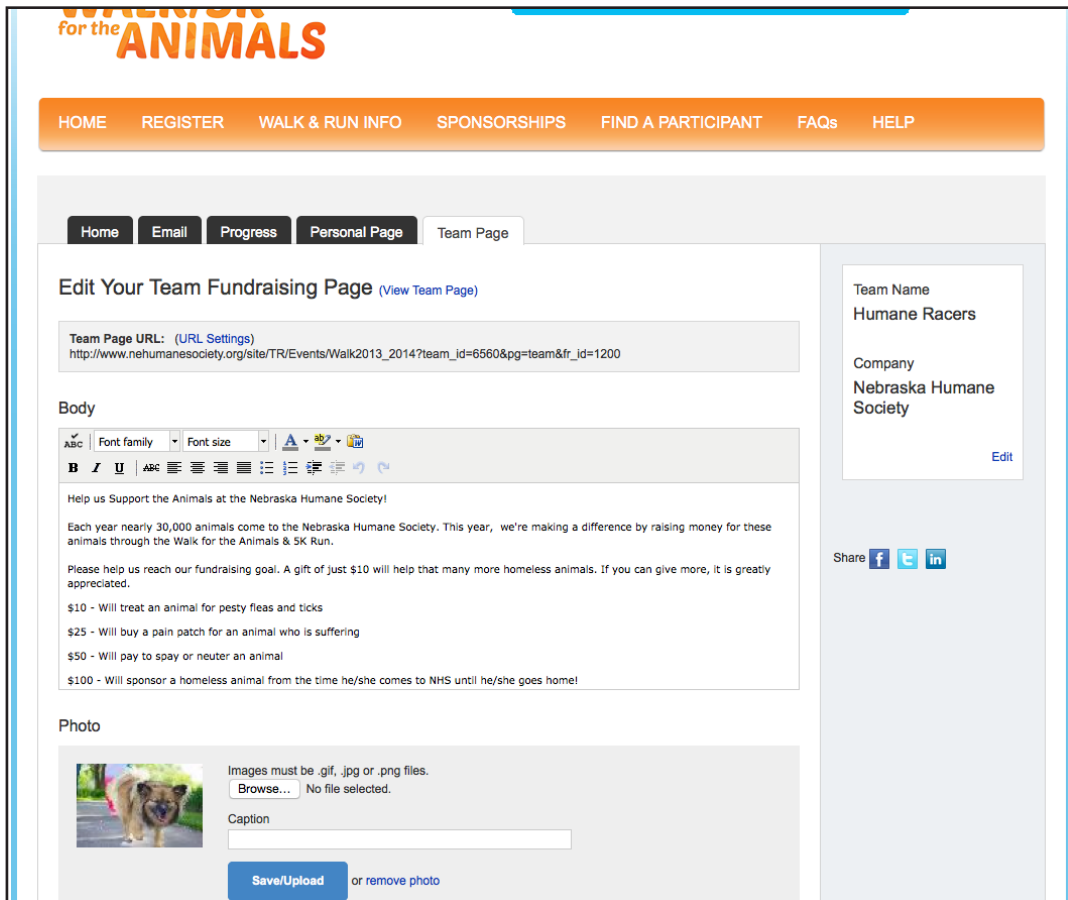 WALK/5K
for the ANIMALS
HOME REGISTER WALK & RUN INFO SPONSORSHIPS FIND A PARTICIPANT FAQs HELP
Home Email Progress Personal Page Team Page
Edit Your Team Fundraising Page (View Team Page)
Team Page URL: (URL Settings)
http://www.nehumanesociety.org/site/TR/Events/Walk2013_2014?team_id=6560&pg=team&fr_id=1200
Body
ABC Font family Font size A ab W
B I U ABC
Help us Support the Animals at the Nebraska Humane Society!
Each year nearly 30,000 animals come to the Nebraska Humane Society. This year, we're making a difference by raising money for these
animals through the Walk for the Animals & 5K Run.
Please help us reach our fundraising goal. A gift of just $10 will help that many more homeless animals. If you can give more, it is greatly
appreciated.
$10 - Will treat an animal for pesty fleas and ticks
$25 - Will buy a pain patch for an animal who is suffering
$50 - Will pay to spay or neuter an animal
$100 - Will sponsor a homeless animal from the time he/she comes to NHS until he/she goes home!
Photo
Images must be .gif, .jpg or .png files.
Browse... No file selected.
Caption
Save/Upload or remove photo
Team Name
Humane Racers
Company
Nebraska Humane
Society
Edit
Share f t in